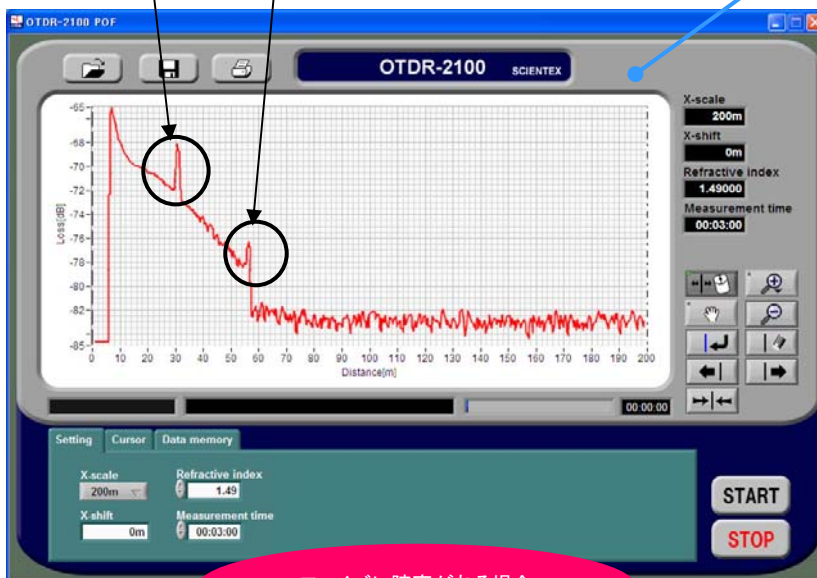 OTDR-2100 POF
OTDR-2100 SCIENTEX
X-scale
200m
X-shift
0m
Refractive index
1.49000
Measurement time
00:03:00
Loss[dB]
-65
-68
-70
-72
-74
-76
-78
-80
-82
-85
0 10 20 30 40 50 60 70 80 90 100 110 120 130 140 150 160 170 180 190 200
Distance[m]
00:00:00
Setting Cursor Data memory
X-scale
200m
Refractive index
1.49
X-shift
0m
Measurement time
00:03:00
START
STOP